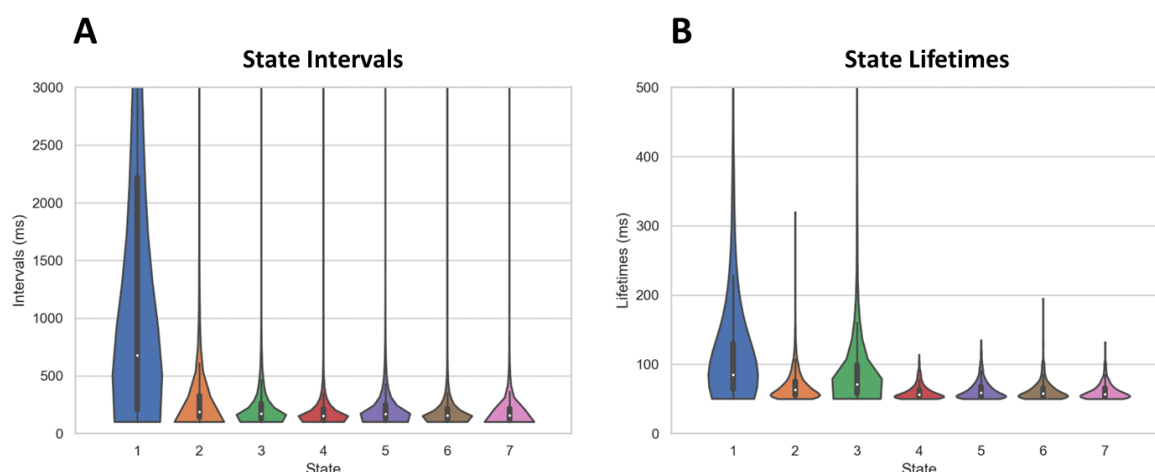 A
State Intervals
3000
2500
2000
1500
1000
500
0
Intervals (ms)
1 2 3 4 5 6 7
State
B
State Lifetimes
500
400
300
200
100
0
Lifetimes (ms)
1 2 3 4 5 6 7
State